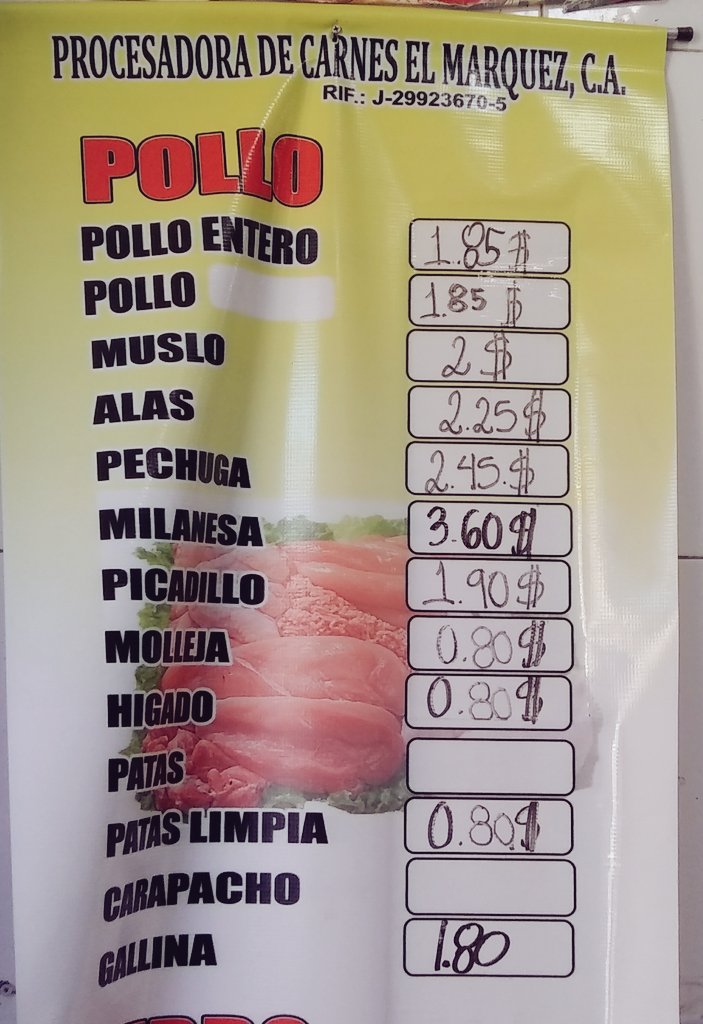 PROCESADORA DE CARNES EL MARQUEZ, C.A.
RIF.: J-29923670-5
POLLO
POLLO ENTERO 1.85$
POLLO 1.85 $
MUSLO 2$
ALAS 2.25$
PECHUGA 2.45.$
MILANESA 3.60$
PICADILLO 1.90$
MOLLEJA 0.80$
HIGADO 0.80$
PATAS
PATAS LIMPIA 0.80$
CARAPACHO
GALLINA 1.80